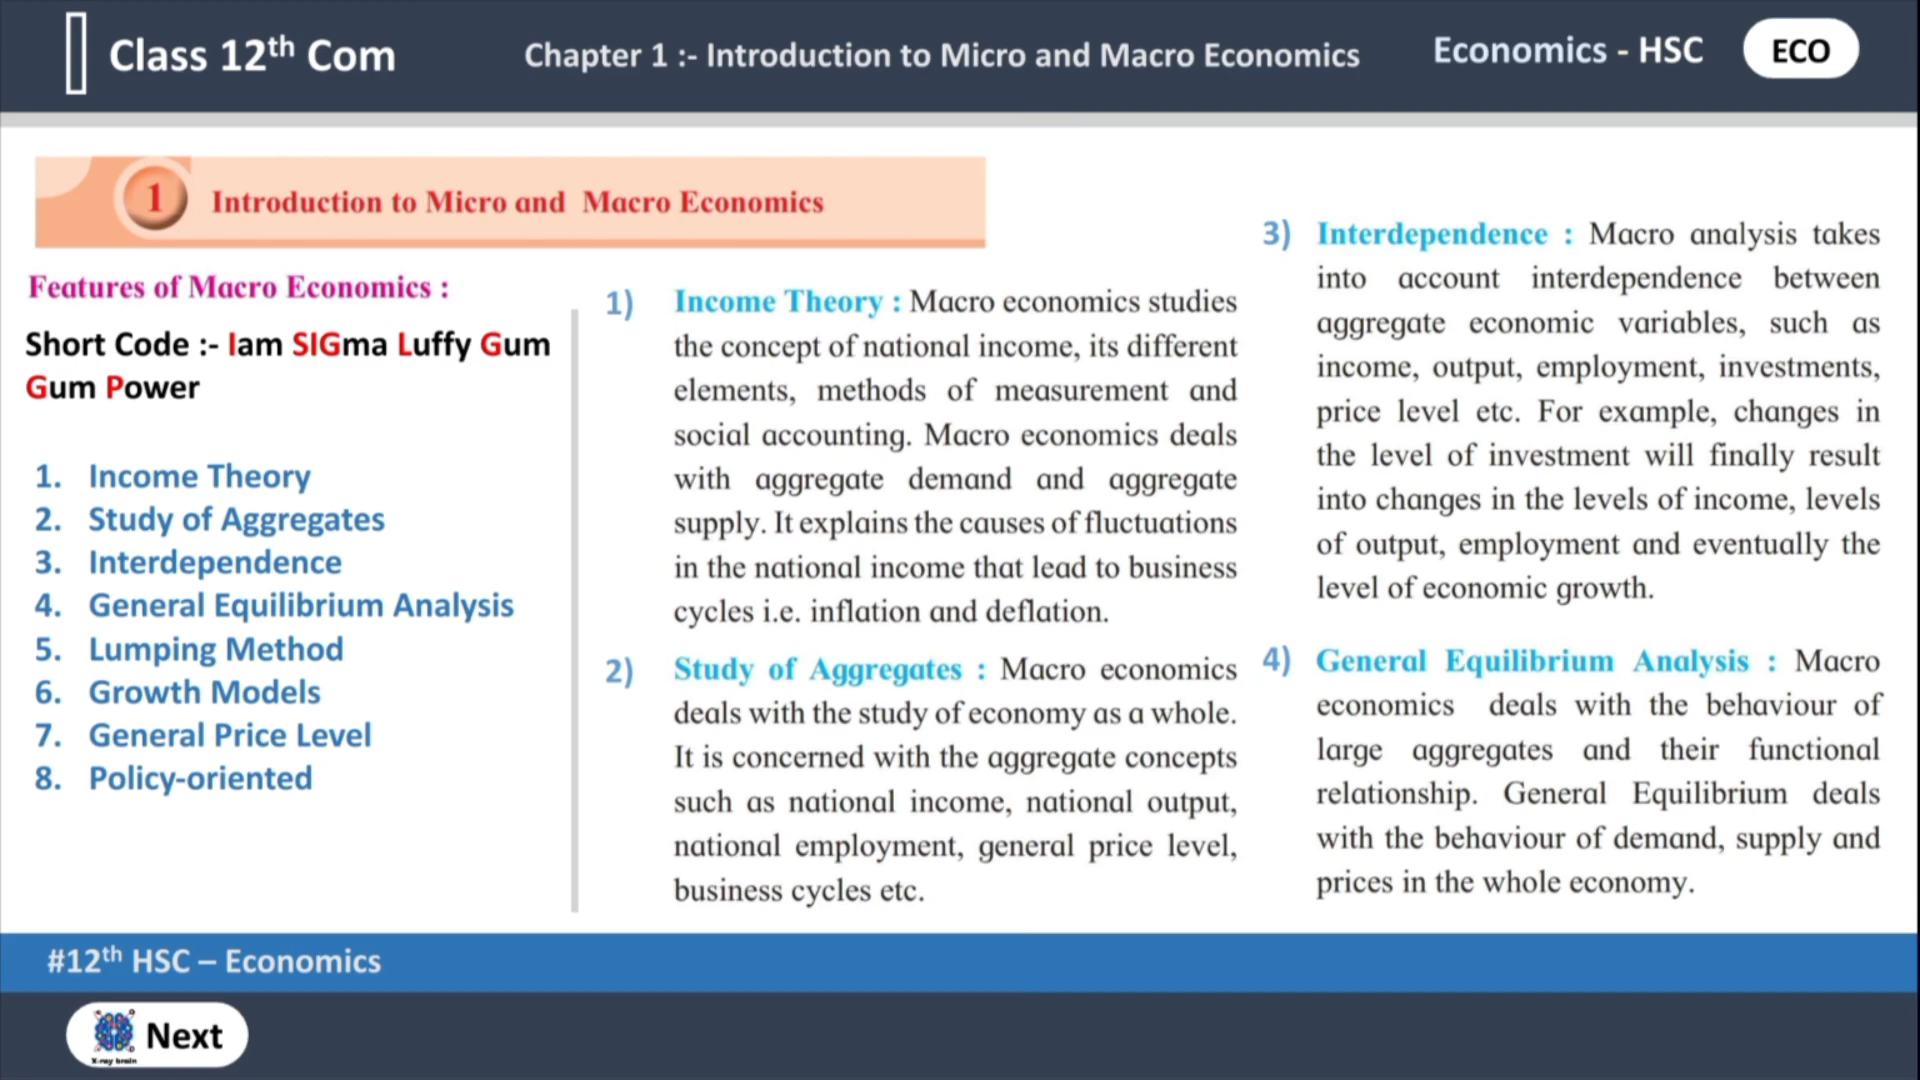 Class 12th Com
Chapter 1 :- Introduction to Micro and Macro Economics
Economics - HSC
ECO
1 Introduction to Micro and Macro Economics
Features of Macro Economics :
Short Code :- Iam SIGma Luffy Gum
Gum Power
1. Income Theory
2. Study of Aggregates
3. Interdependence
4. General Equilibrium Analysis
5. Lumping Method
6. Growth Models
7. General Price Level
8. Policy-oriented
1) Income Theory : Macro economics studies
the concept of national income, its different
elements, methods of measurement and
social accounting. Macro economics deals
with aggregate demand and aggregate
supply. It explains the causes of fluctuations
in the national income that lead to business
cycles i.e. inflation and deflation.
2) Study of Aggregates : Macro economics
deals with the study of economy as a whole.
It is concerned with the aggregate concepts
such as national income, national output,
national employment, general price level,
business cycles etc.
3) Interdependence : Macro analysis takes
into account interdependence between
aggregate economic variables, such as
income, output, employment, investments,
price level etc. For example, changes in
the level of investment will finally result
into changes in the levels of income, levels
of output, employment and eventually the
level of economic growth.
4) General Equilibrium Analysis : Macro
economics deals with the behaviour of
large aggregates and their functional
relationship. General Equilibrium deals
with the behaviour of demand, supply and
prices in the whole economy.
#12th HSC – Economics
Next
X-ray brain